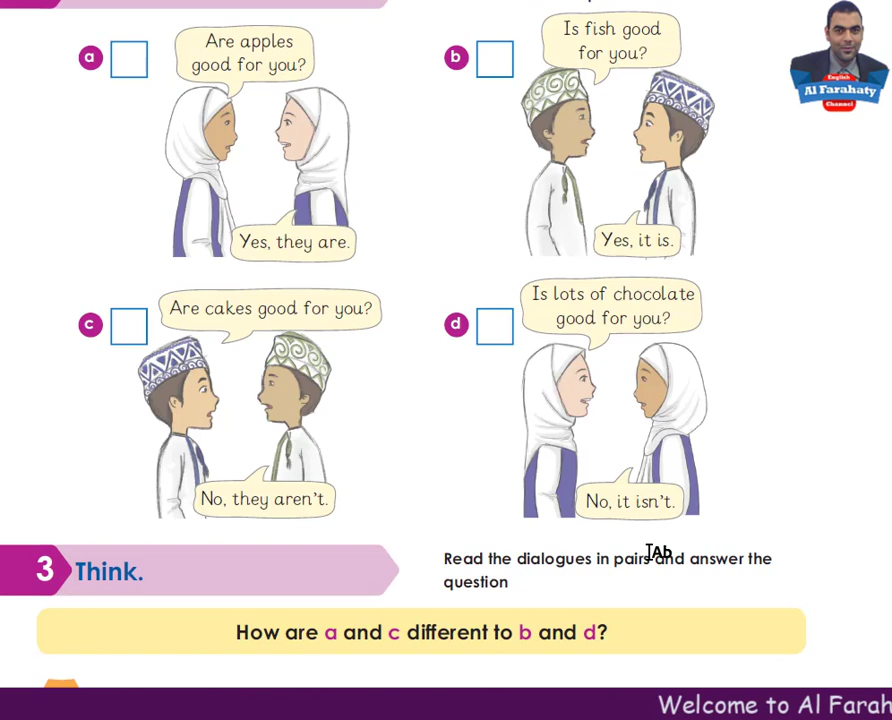 a
Are apples
good for you?
Yes, they are.
b
Is fish good
for you?
Yes, it is.
English
Al Farahaty
Channel
c
Are cakes good for you?
No, they aren't.
d
Is lots of chocolate
good for you?
No, it isn't.
3 Think.
Read the dialogues in pairs and answer the
question
Ab
How are a and c different to b and d?
Welcome to Al Farah